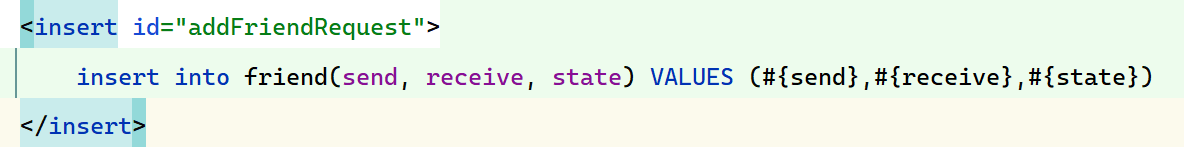 <insert id="addFriendRequest">
insert into friend(send, receive, state) VALUES (#{send},#{receive},#{state})
</insert>